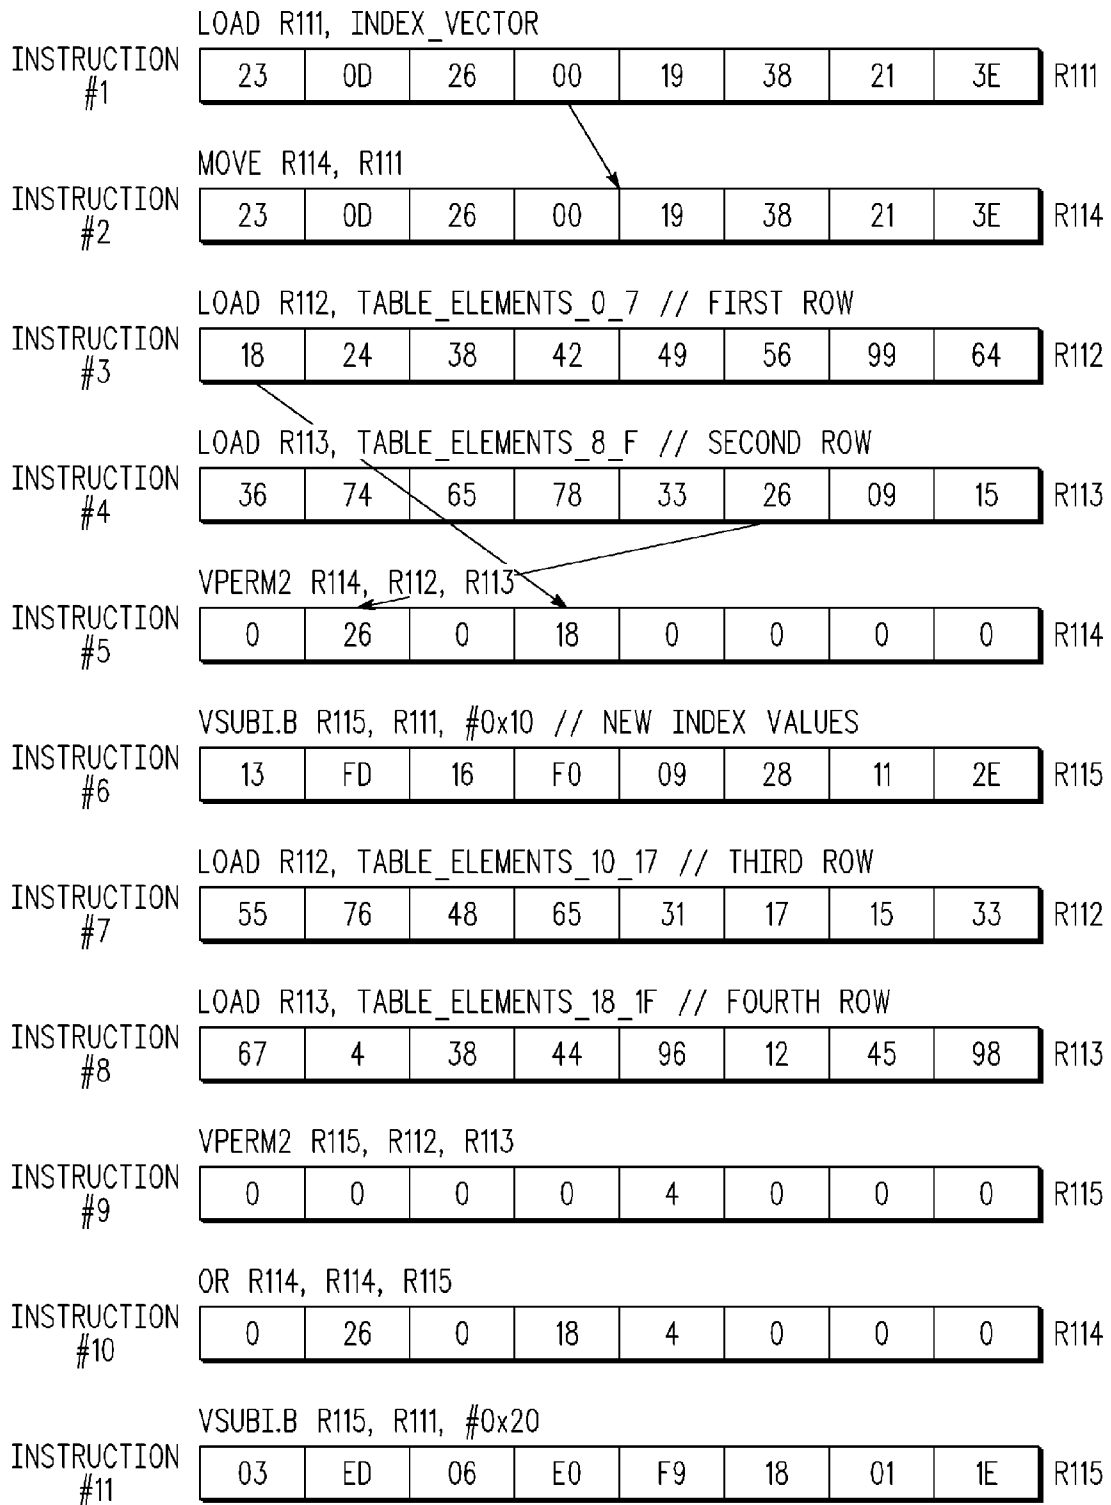 LOAD R111, INDEX_VECTOR
INSTRUCTION #1 23 0D 26 00 19 38 21 3E R111
MOVE R114, R111
INSTRUCTION #2 23 0D 26 00 19 38 21 3E R114
LOAD R112, TABLE_ELEMENTS_0_7 // FIRST ROW
INSTRUCTION #3 18 24 38 42 49 56 99 64 R112
LOAD R113, TABLE_ELEMENTS_8_F // SECOND ROW
INSTRUCTION #4 36 74 65 78 33 26 09 15 R113
VPERM2 R114, R112, R113
INSTRUCTION #5 0 26 0 18 0 0 0 0 R114
VSUBI.B R115, R111, #0x10 // NEW INDEX VALUES
INSTRUCTION #6 13 FD 16 F0 09 28 11 2E R115
LOAD R112, TABLE_ELEMENTS_10_17 // THIRD ROW
INSTRUCTION #7 55 76 48 65 31 17 15 33 R112
LOAD R113, TABLE_ELEMENTS_18_1F // FOURTH ROW
INSTRUCTION #8 67 4 38 44 96 12 45 98 R113
VPERM2 R115, R112, R113
INSTRUCTION #9 0 0 0 0 4 0 0 0 R115
OR R114, R114, R115
INSTRUCTION #10 0 26 0 18 4 0 0 0 R114
VSUBI.B R115, R111, #0x20
INSTRUCTION #11 03 ED 06 E0 F9 18 01 1E R115